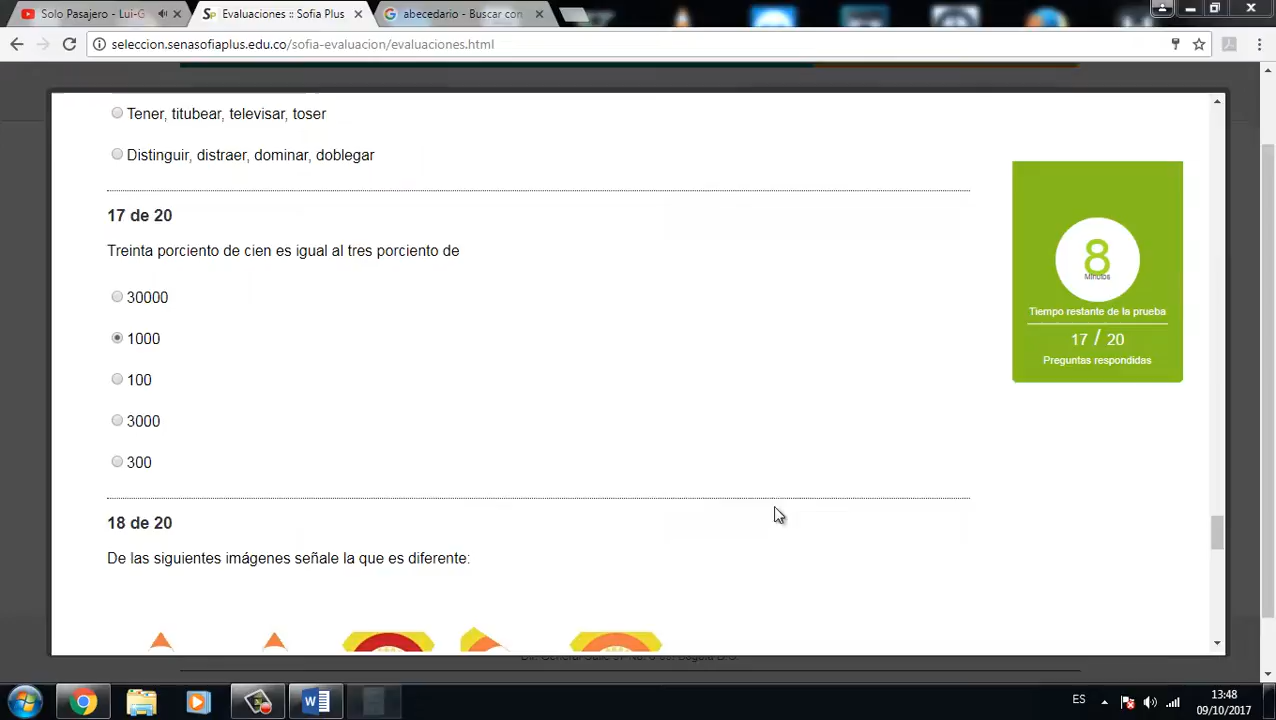 Solo Pasajero - Lui-G
Evaluaciones :: Sofia Plus
abecedario - Buscar con
seleccion.senasofiaplus.edu.co/sofia-evaluacion/evaluaciones.html
Tener, titubear, televisar, toser
Distinguir, distraer, dominar, doblegar
17 de 20
Treinta porciento de cien es igual al tres porciento de
30000
1000
100
3000
300
8
Minutos
Tiempo restante de la prueba
17 / 20
Preguntas respondidas
18 de 20
De las siguientes imágenes señale la que es diferente:
ES
13:48
09/10/2017